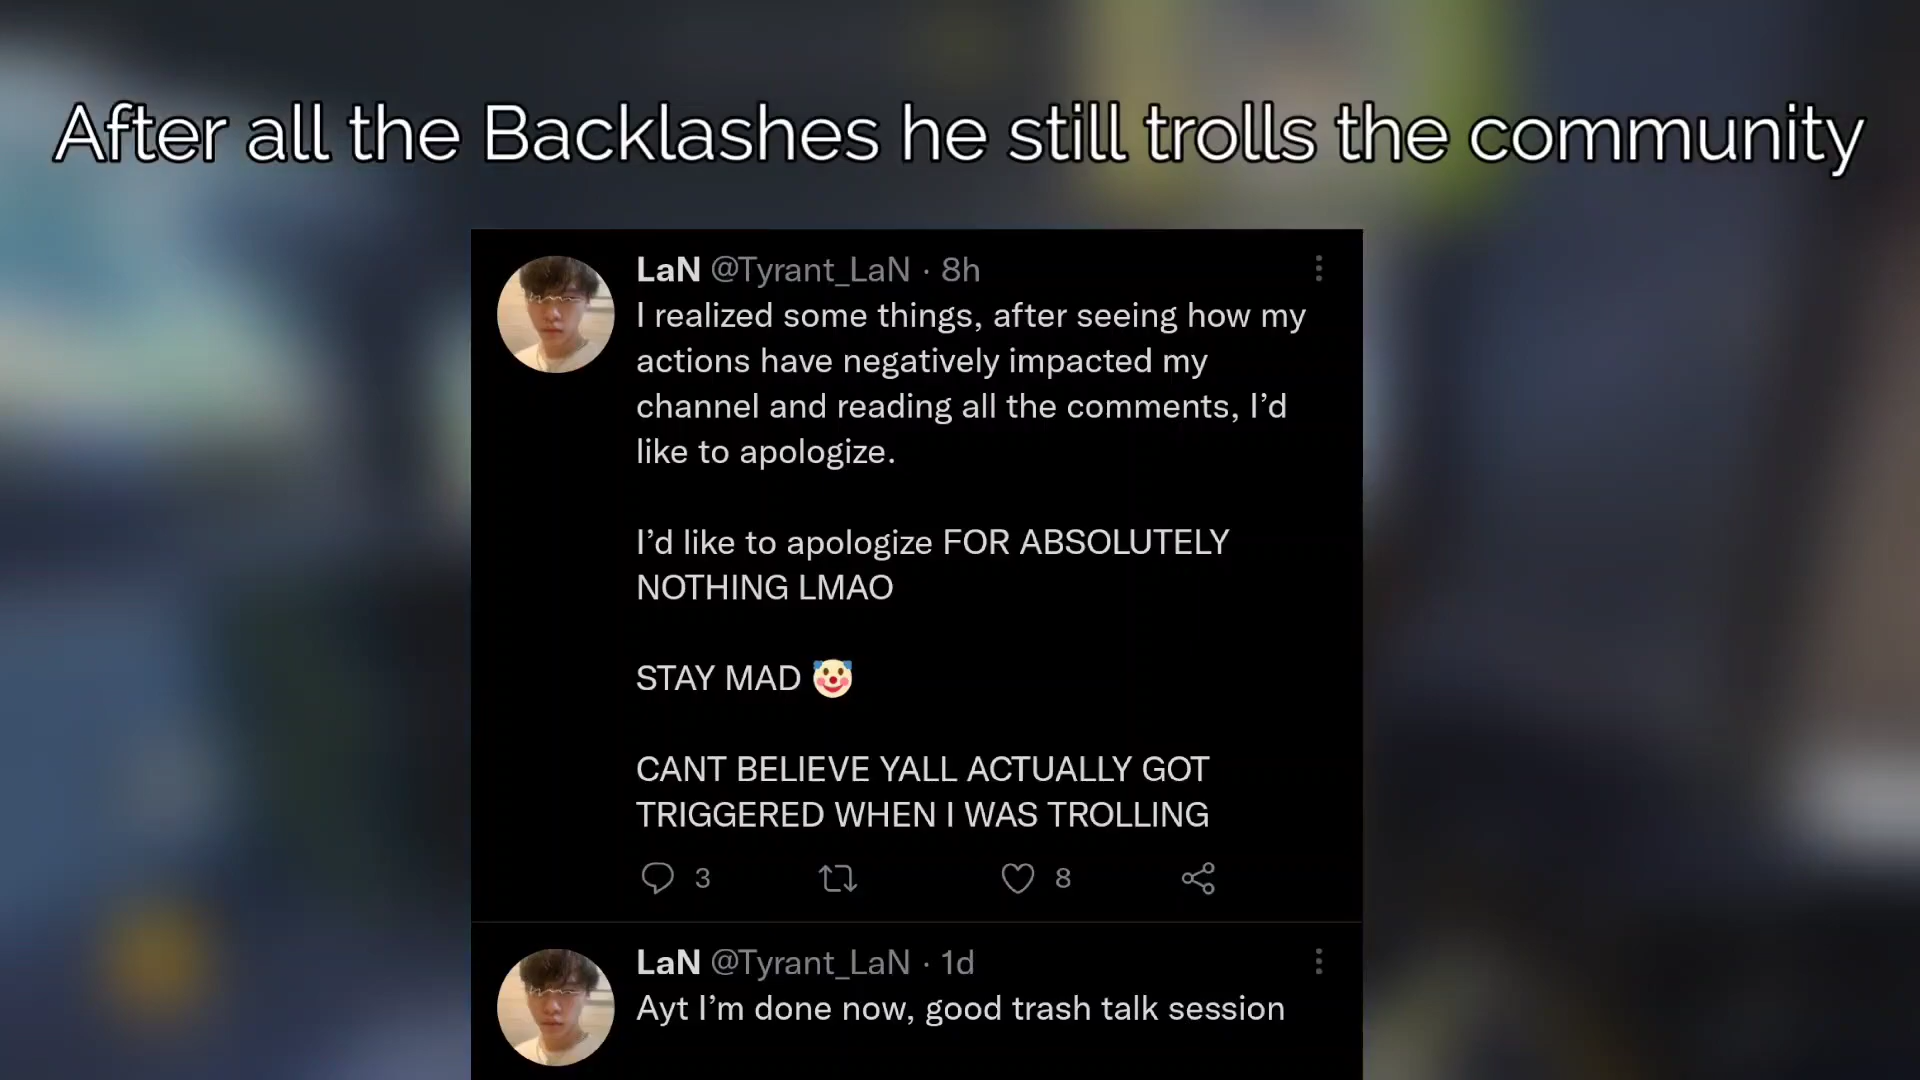 After all the Backlashes he still trolls the community
LaN @Tyrant_LaN · 8h
I realized some things, after seeing how my
actions have negatively impacted my
channel and reading all the comments, I’d
like to apologize.
I’d like to apologize FOR ABSOLUTELY
NOTHING LMAO
STAY MAD 🤡
CANT BELIEVE YALL ACTUALLY GOT
TRIGGERED WHEN I WAS TROLLING
3 8
LaN @Tyrant_LaN · 1d
Ayt I’m done now, good trash talk session